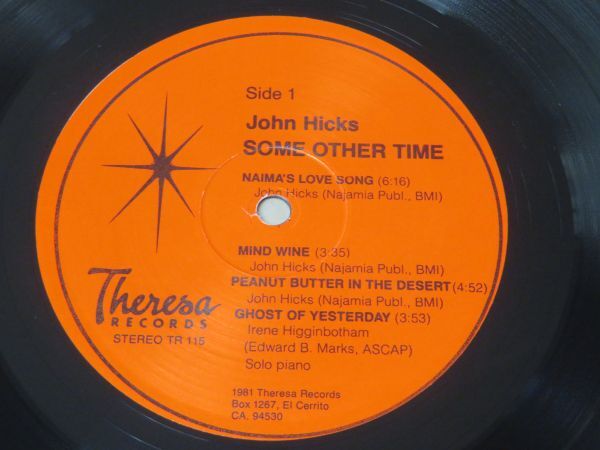 Side 1
John Hicks
SOME OTHER TIME
NAIMA'S LOVE SONG (6:16)
John Hicks (Najamia Publ., BMI)
MIND WINE (3:35)
John Hicks (Najamia Publ., BMI)
PEANUT BUTTER IN THE DESERT (4:52)
John Hicks (Najamia Publ., BMI)
GHOST OF YESTERDAY (3:53)
Irene Higginbotham
(Edward B. Marks, ASCAP)
Solo piano
Theresa
RECORDS
STEREO TR 115
1981 Theresa Records
Box 1267, El Cerrito
CA. 94530